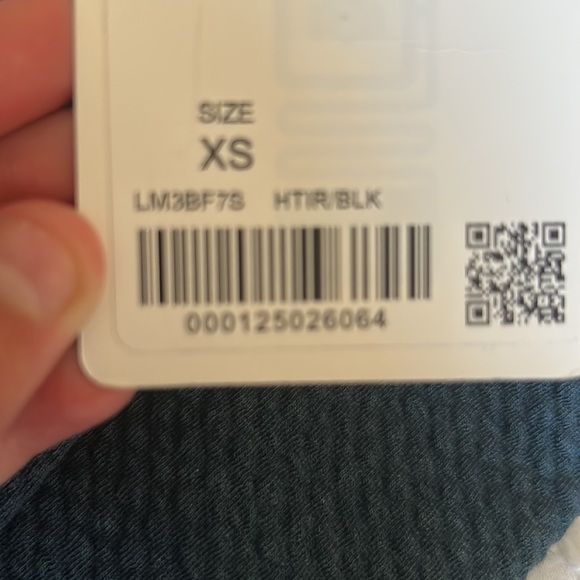 SIZE
XS
LM3BF7S HTIR/BLK
000125026064